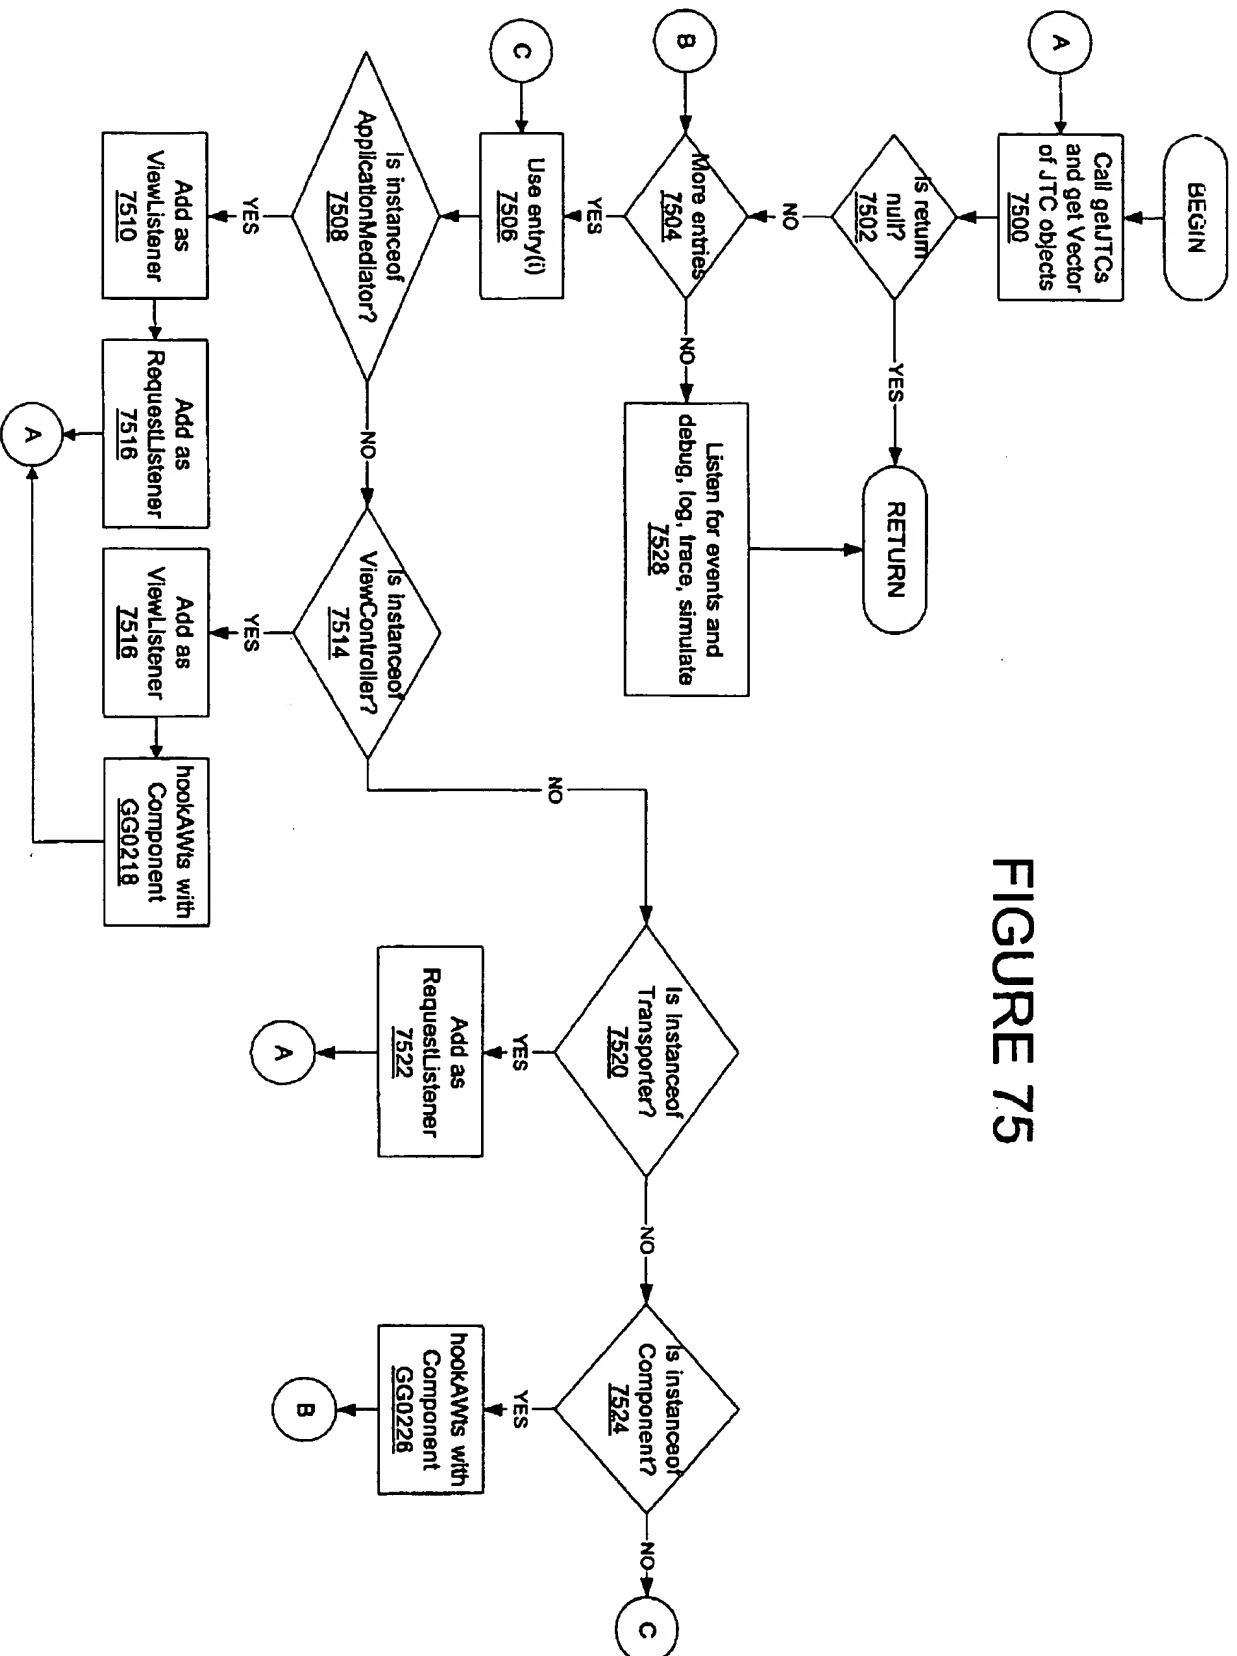 FIGURE 75
BEGIN
A
Call getJTCs
and get Vector
of JTC objects
7500
Is return
null?
7502
YES
RETURN
NO
B
More entries
7504
NO
Listen for events and
debug, log, trace, simulate
7528
YES
C
Use entry(i)
7506
Is instanceof
ApplicationMediator?
7508
NO
YES
Add as
ViewListener
7510
Add as
RequestListener
7516
A
Is instanceof
ViewController?
7514
NO
YES
Add as
ViewListener
7516
hookAWts with
Component
GG0218
Is instanceof
Transporter?
7520
NO
YES
Add as
RequestListener
7522
A
Is instanceof
Component?
7524
NO
C
YES
hookAWts with
Component
GG0226
B